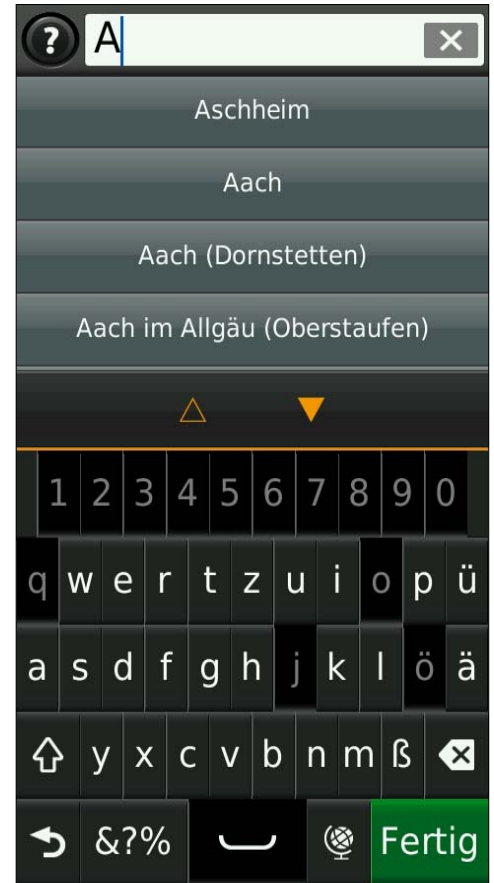 ? A
Aschheim
Aach
Aach (Dornstetten)
Aach im Allgäu (Oberstaufen)
1 2 3 4 5 6 7 8 9 0
q w e r t z u i o p ü
a s d f g h j k l ö ä
y x c v b n m ß
&?% Fertig